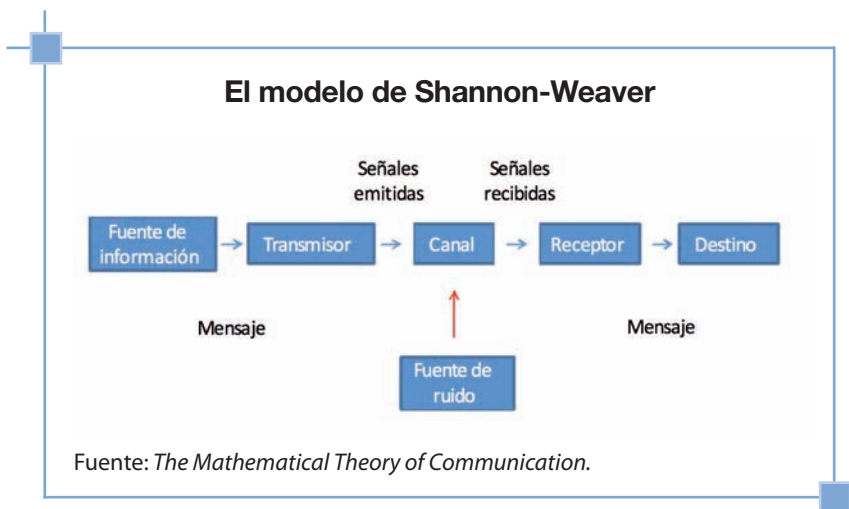 El modelo de Shannon-Weaver
Señales
emitidas
Señales
recibidas
Fuente de
información
Transmisor
Canal
Receptor
Destino
Mensaje
Mensaje
Fuente de
ruido
Fuente: The Mathematical Theory of Communication.